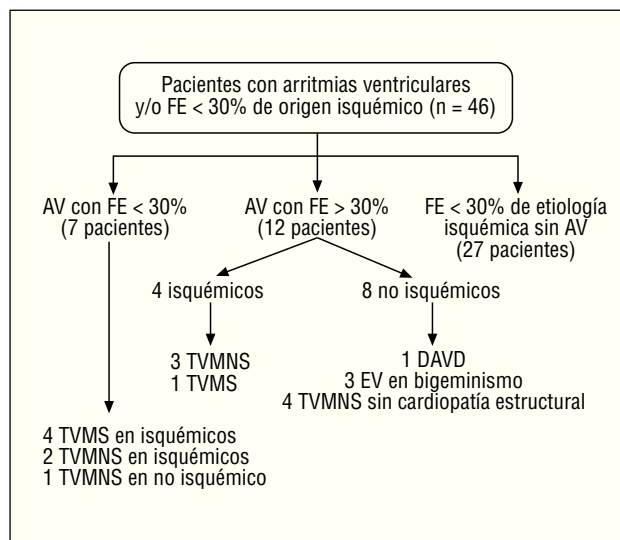 Pacientes con arritmias ventriculares
y/o FE < 30% de origen isquémico (n = 46)
AV con FE < 30%
(7 pacientes)
AV con FE > 30%
(12 pacientes)
FE < 30% de etiología
isquémica sin AV
(27 pacientes)
4 isquémicos
8 no isquémicos
3 TVMNS
1 TVMS
1 DAVD
3 EV en bigeminismo
4 TVMNS sin cardiopatía estructural
4 TVMS en isquémicos
2 TVMNS en isquémicos
1 TVMNS en no isquémico